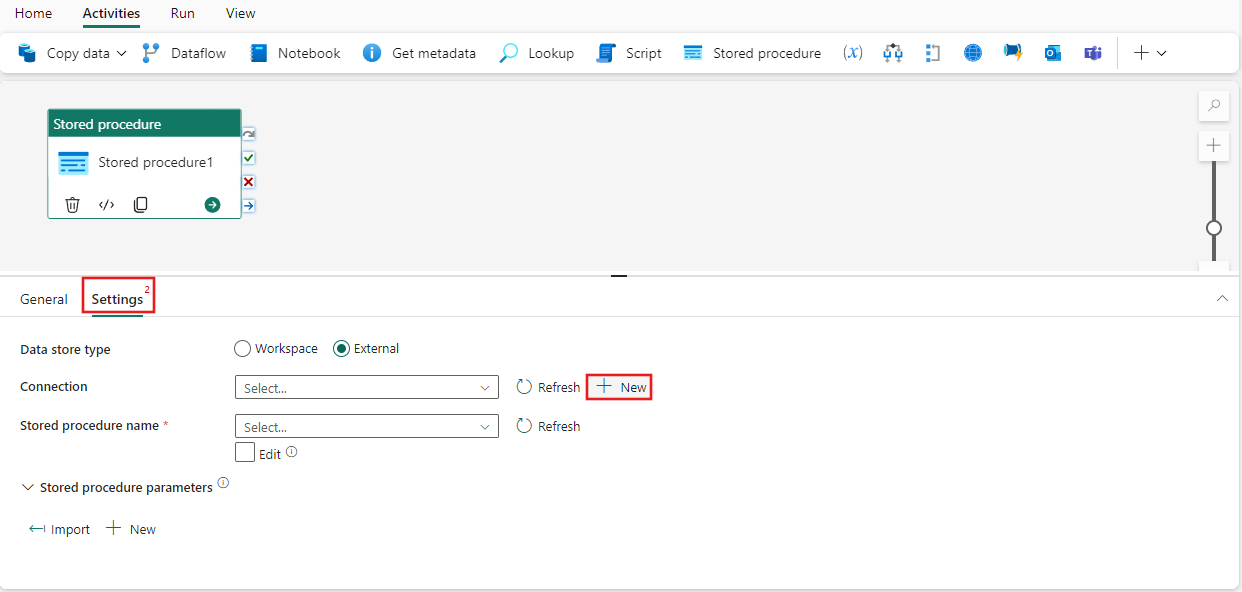 Home Activities Run View
Copy data Dataflow Notebook Get metadata Lookup Script Stored procedure (x)
Stored procedure
Stored procedure1
General Settings 2
Data store type Workspace External
Connection Select... Refresh New
Stored procedure name * Select... Refresh
Edit
Stored procedure parameters
Import New